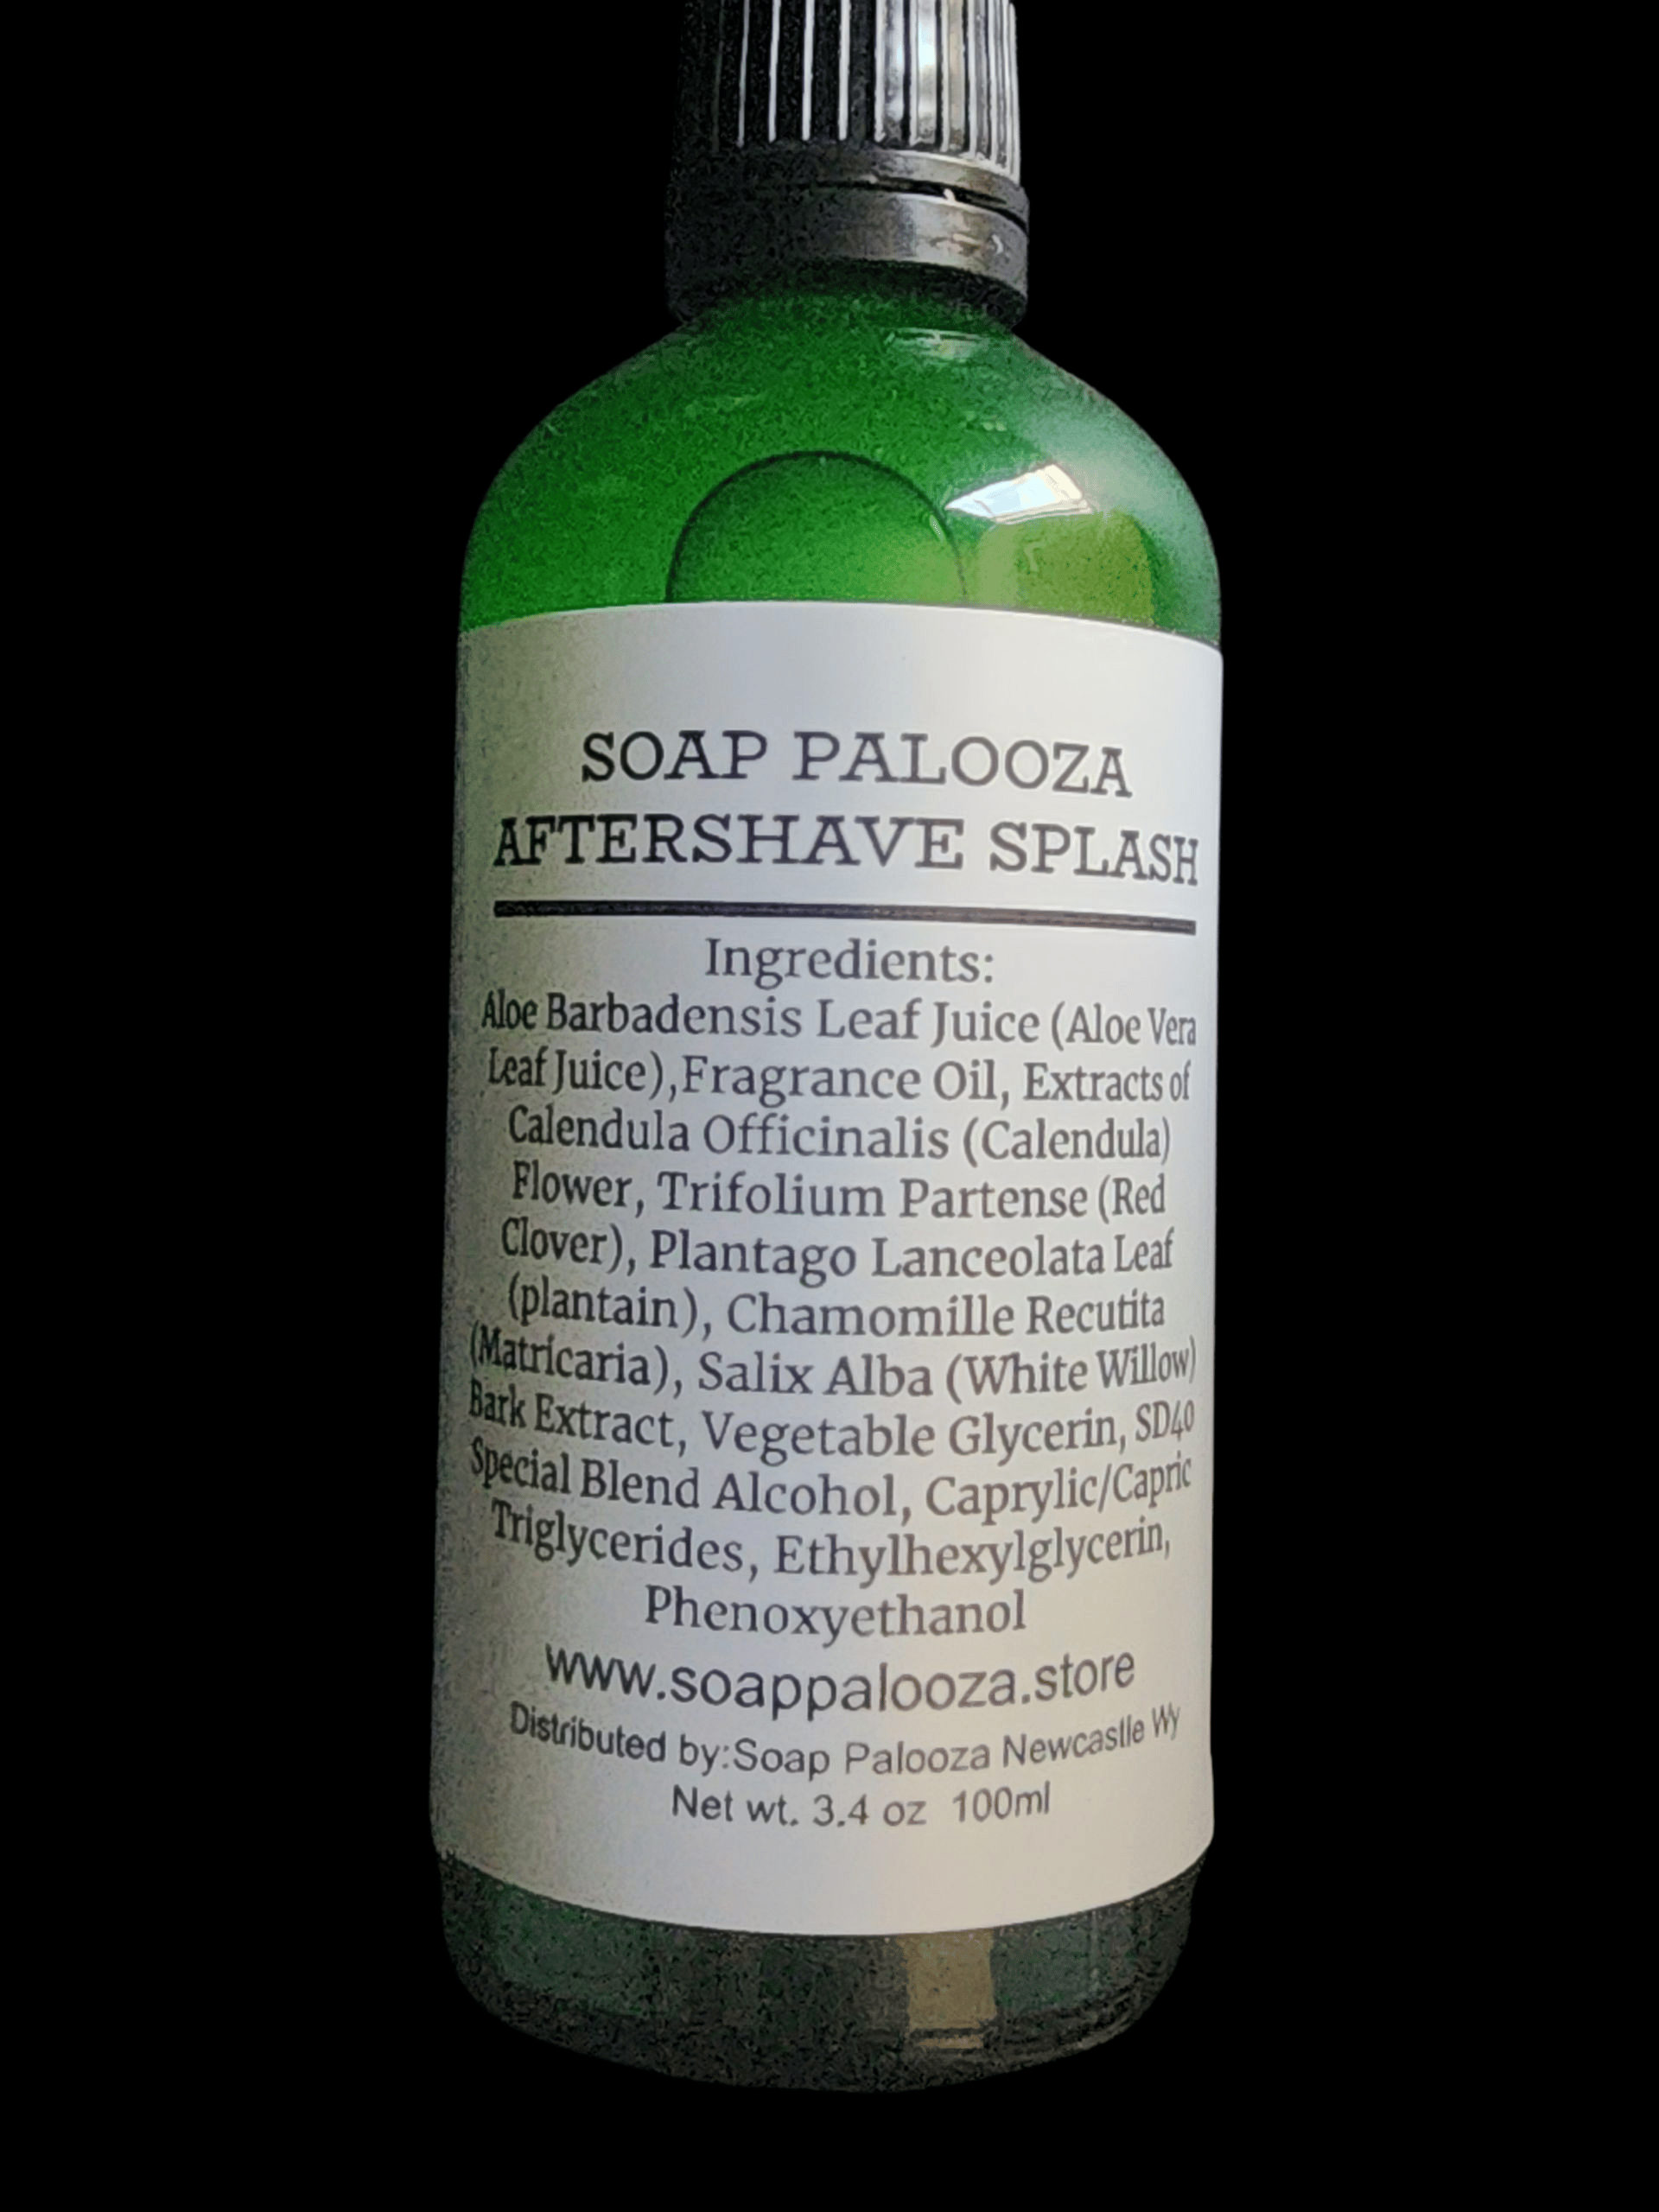 SOAP PALOOZA
AFTERSHAVE SPLASH
Ingredients:
Aloe Barbadensis Leaf Juice (Aloe Vera
Leaf Juice),Fragrance Oil, Extracts of
Calendula Officinalis (Calendula)
Flower, Trifolium Partense (Red
Clover), Plantago Lanceolata Leaf
(plantain), Chamomille Recutita
(Matricaria), Salix Alba (White Willow)
Bark Extract, Vegetable Glycerin, SD40
Special Blend Alcohol, Caprylic/Capric
Triglycerides, Ethylhexylglycerin,
Phenoxyethanol
www.soappalooza.store
Distributed by:Soap Palooza Newcastle Wy
Net wt. 3.4 oz 100ml